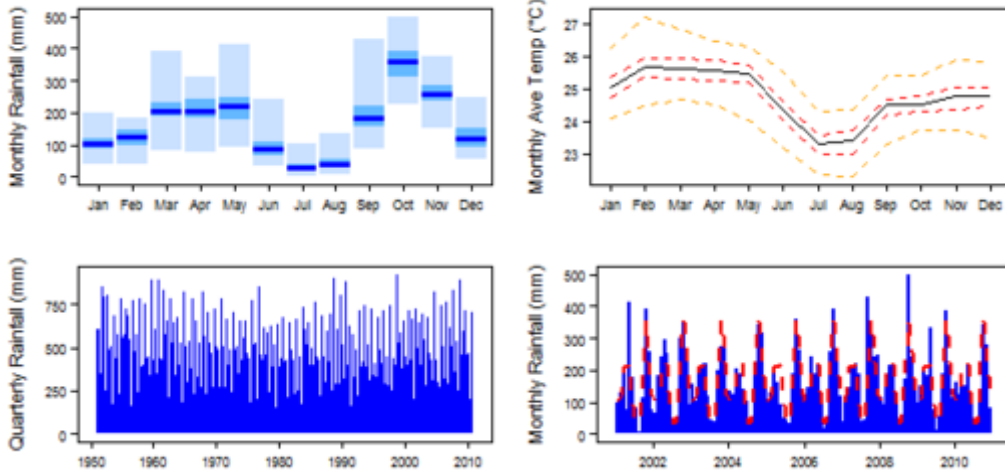 Monthly Rainfall (mm)
500
400
300
200
100
0
Jan Feb Mar Apr May Jun Jul Aug Sep Oct Nov Dec
Monthly Ave Temp (°C)
27
26
25
24
23
Jan Feb Mar Apr May Jun Jul Aug Sep Oct Nov Dec
Quarterly Rainfall (mm)
750
500
250
0
1950 1960 1970 1980 1990 2000 2010
Monthly Rainfall (mm)
500
400
300
200
100
0
2002 2004 2006 2008 2010